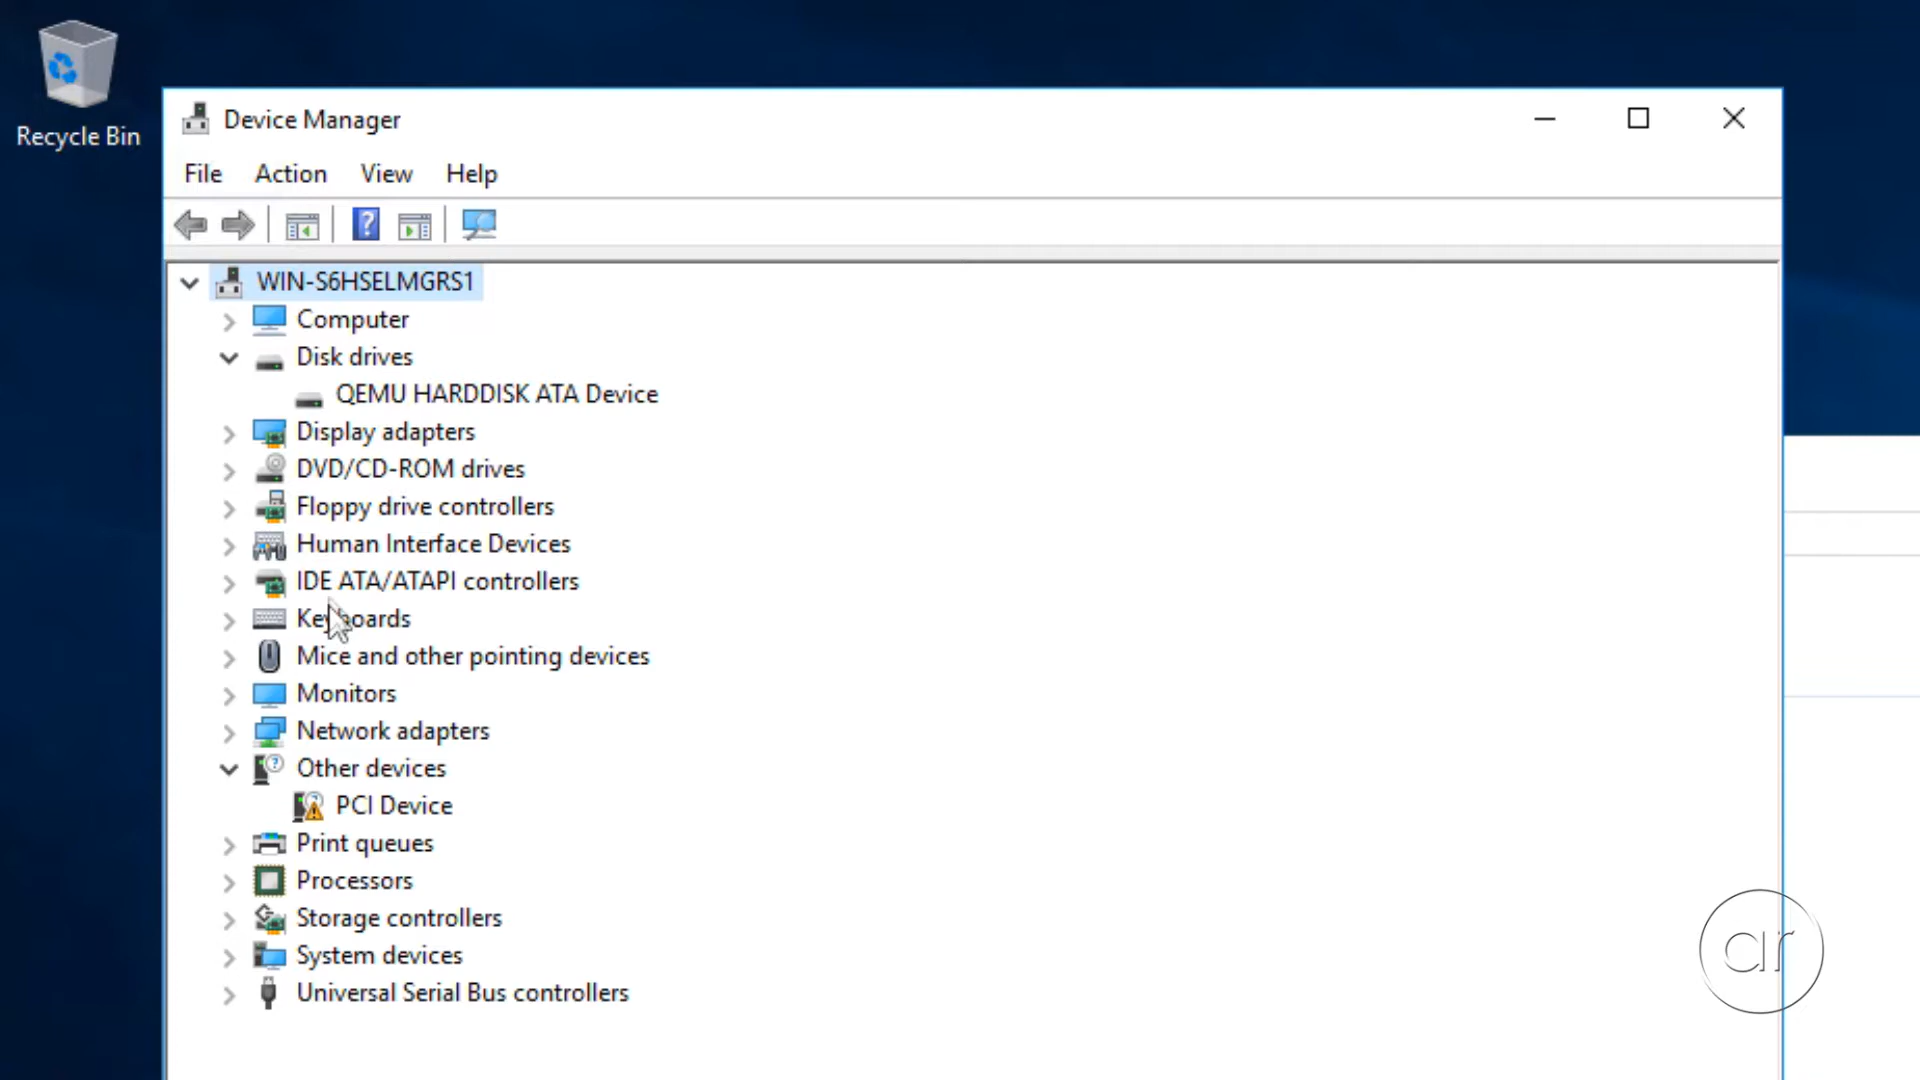 Recycle Bin
Device Manager
File Action View Help
WIN-S6HSELMGRS1
Computer
Disk drives
QEMU HARDDISK ATA Device
Display adapters
DVD/CD-ROM drives
Floppy drive controllers
Human Interface Devices
IDE ATA/ATAPI controllers
Keyboards
Mice and other pointing devices
Monitors
Network adapters
Other devices
PCI Device
Print queues
Processors
Storage controllers
System devices
Universal Serial Bus controllers
ar